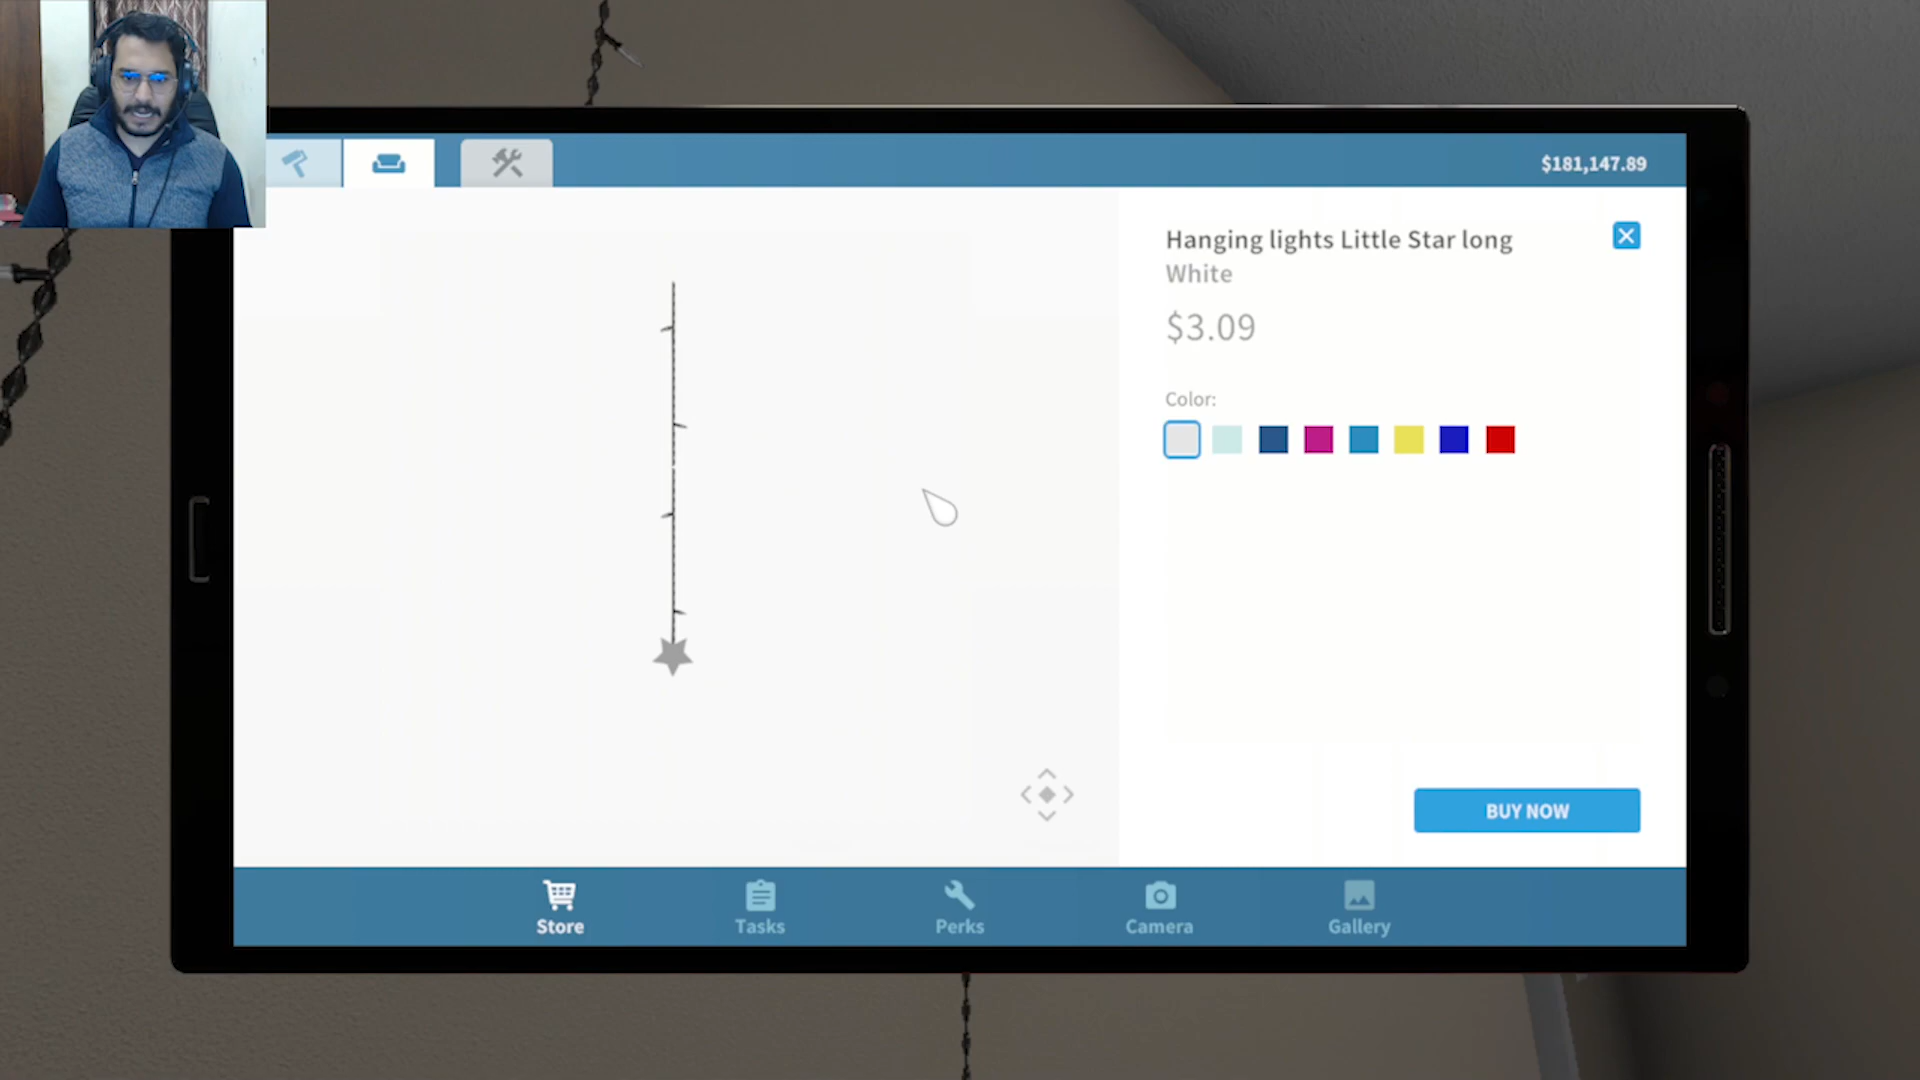 $181,147.89
Hanging lights Little Star long
White
$3.09
Color:
BUY NOW
Store
Tasks
Perks
Camera
Gallery